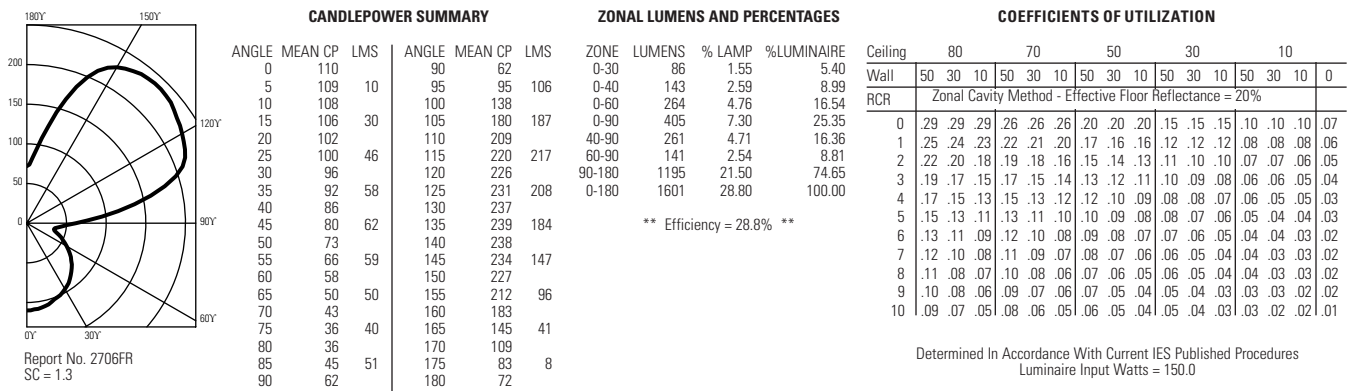 180Υ 150Υ
200
150
120Υ
100
50
0 90Υ
60Υ
0Υ 30Υ
Report No. 2706FR
SC = 1.3
CANDLEPOWER SUMMARY
ANGLE MEAN CP LMS ANGLE MEAN CP LMS
0 110 90 62
5 109 10 95 95 106
10 108 100 138
15 106 30 105 180 187
20 102 110 209
25 100 46 115 220 217
30 96 120 226
35 92 58 125 231 208
40 86 130 237
45 80 62 135 239 184
50 73 140 238
55 66 59 145 234 147
60 58 150 227
65 50 50 155 212 96
70 43 160 183
75 36 40 165 145 41
80 36 170 109
85 45 51 175 83 8
90 62 180 72
ZONAL LUMENS AND PERCENTAGES
ZONE LUMENS % LAMP %LUMINAIRE
0-30 86 1.55 5.40
0-40 143 2.59 8.99
0-60 264 4.76 16.54
0-90 405 7.30 25.35
40-90 261 4.71 16.36
60-90 141 2.54 8.81
90-180 1195 21.50 74.65
0-180 1601 28.80 100.00
** Efficiency = 28.8% **
COEFFICIENTS OF UTILIZATION
Ceiling 80 70 50 30 10
Wall 50 30 10 50 30 10 50 30 10 50 30 10 50 30 10 0
RCR Zonal Cavity Method - Effective Floor Reflectance = 20%
0 .29 .29 .29 .26 .26 .26 .20 .20 .20 .15 .15 .15 .10 .10 .10 .07
1 .25 .24 .23 .22 .21 .20 .17 .16 .16 .12 .12 .12 .08 .08 .08 .06
2 .22 .20 .18 .19 .18 .16 .15 .14 .13 .11 .10 .10 .07 .07 .06 .05
3 .19 .17 .15 .17 .15 .14 .13 .12 .11 .10 .09 .08 .06 .06 .05 .04
4 .17 .15 .13 .15 .13 .12 .12 .10 .09 .08 .08 .07 .06 .05 .05 .03
5 .15 .13 .11 .13 .11 .10 .10 .09 .08 .08 .07 .06 .05 .04 .04 .03
6 .13 .11 .09 .12 .10 .08 .09 .08 .07 .07 .06 .05 .04 .04 .03 .02
7 .12 .10 .08 .11 .09 .07 .08 .07 .06 .06 .05 .04 .04 .03 .03 .02
8 .11 .08 .07 .10 .08 .06 .07 .06 .05 .06 .05 .04 .04 .03 .03 .02
9 .10 .08 .06 .09 .07 .06 .07 .05 .04 .05 .04 .03 .03 .03 .02 .02
10 .09 .07 .05 .08 .06 .05 .06 .05 .04 .05 .04 .03 .03 .02 .02 .01
Determined In Accordance With Current IES Published Procedures
Luminaire Input Watts = 150.0